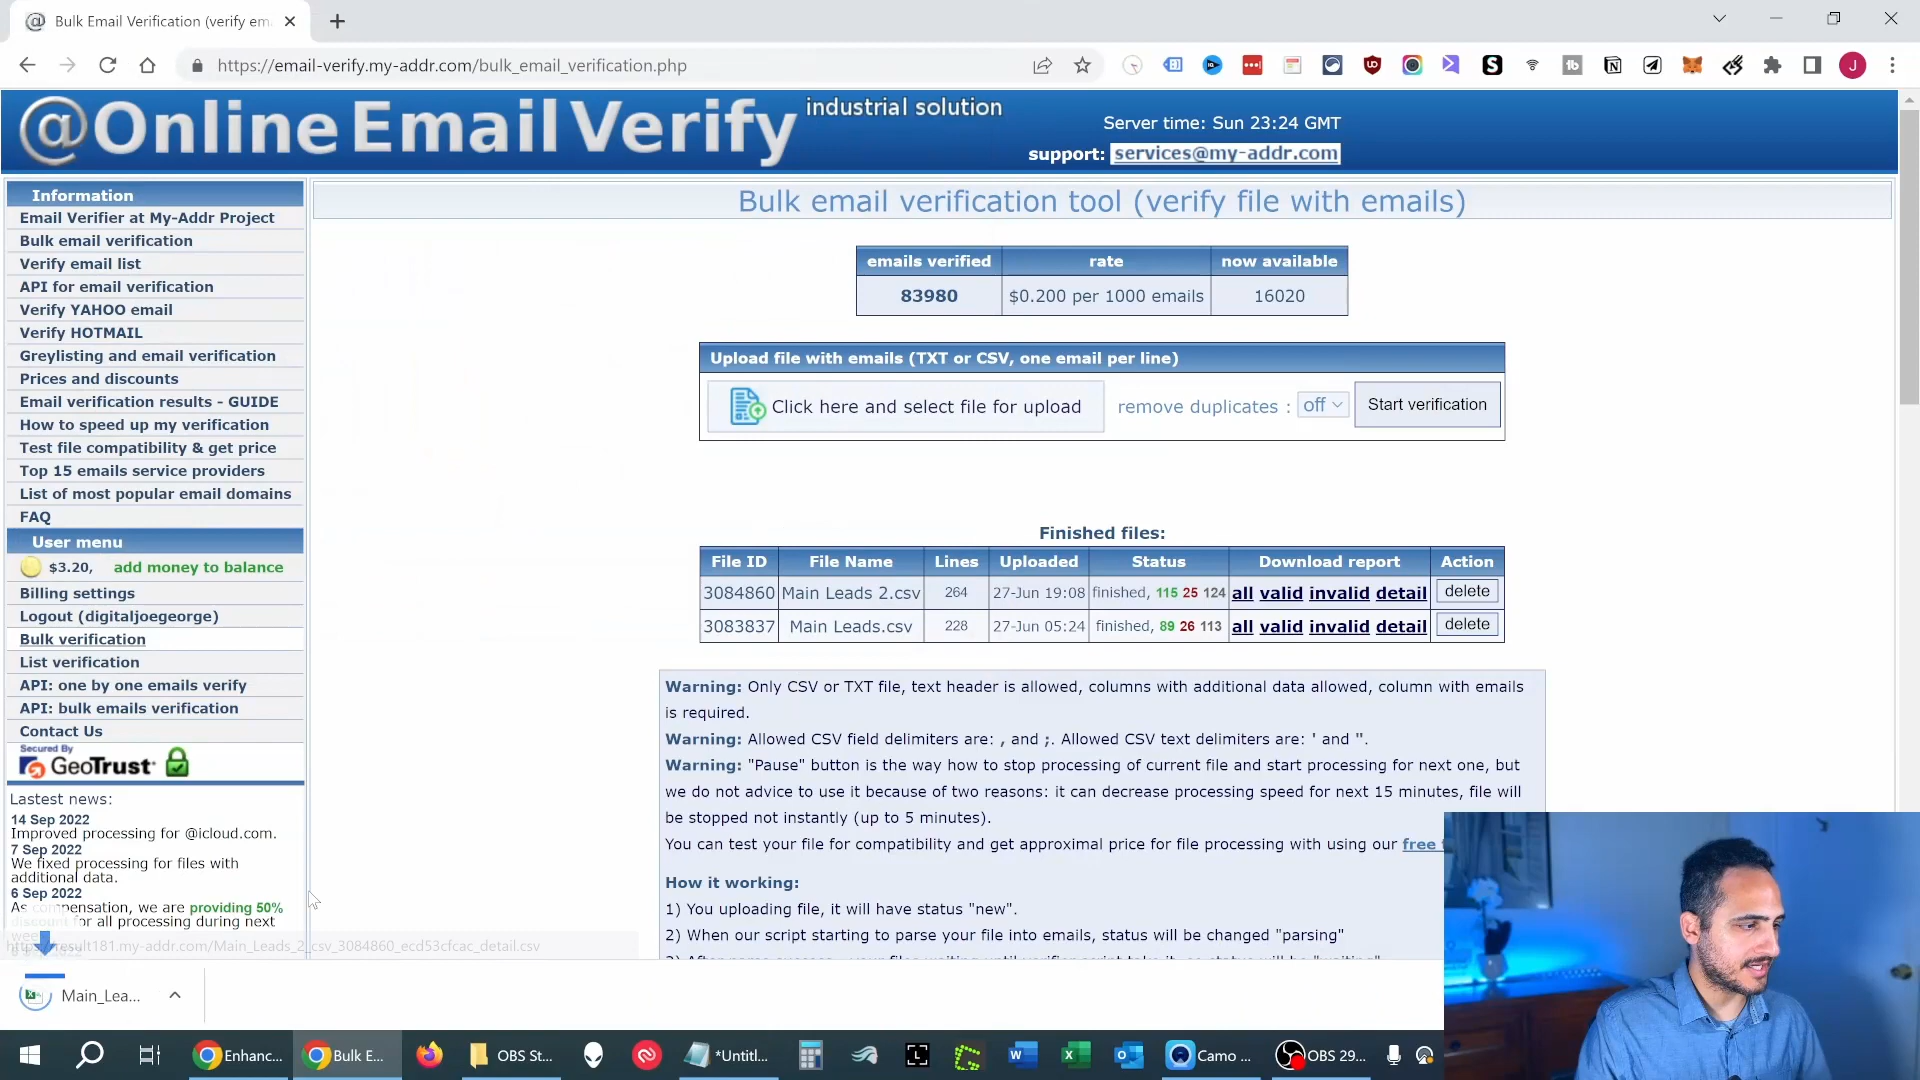 Bulk Email Verification (verify em
https://email-verify.my-addr.com/bulk_email_verification.php
@Online Email Verify industrial solution
Server time: Sun 23:24 GMT
support: services@my-addr.com
Information
Email Verifier at My-Addr Project
Bulk email verification
Verify email list
API for email verification
Verify YAHOO email
Verify HOTMAIL
Greylisting and email verification
Prices and discounts
Email verification results - GUIDE
How to speed up my verification
Test file compatibility & get price
Top 15 emails service providers
List of most popular email domains
FAQ
User menu
$3.20, add money to balance
Billing settings
Logout (digitaljoegeorge)
Bulk verification
List verification
API: one by one emails verify
API: bulk emails verification
Contact Us
Secured By
GeoTrust
Lastest news:
14 Sep 2022
Improved processing for @icloud.com.
7 Sep 2022
We fixed processing for files with
additional data.
6 Sep 2022
As compensation, we are providing 50%
discount for all processing during next
Bulk email verification tool (verify file with emails)
emails verified rate now available
83980 $0.200 per 1000 emails 16020
Upload file with emails (TXT or CSV, one email per line)
Click here and select file for upload remove duplicates : off Start verification
Finished files:
File ID File Name Lines Uploaded Status Download report Action
3084860 Main Leads 2.csv 264 27-Jun 19:08 finished, 115 25 124 all valid invalid detail delete
3083837 Main Leads.csv 228 27-Jun 05:24 finished, 89 26 113 all valid invalid detail delete
Warning: Only CSV or TXT file, text header is allowed, columns with additional data allowed, column with emails
is required.
Warning: Allowed CSV field delimiters are: , and ;. Allowed CSV text delimiters are: ' and ".
Warning: "Pause" button is the way how to stop processing of current file and start processing for next one, but
we do not advice to use it because of two reasons: it can decrease processing speed for next 15 minutes, file will
be stopped not instantly (up to 5 minutes).
You can test your file for compatibility and get approximal price for file processing with using our free
How it working:
1) You uploading file, it will have status "new".
2) When our script starting to parse your file into emails, status will be changed "parsing"
Main_Lea...
Enhanc...
Bulk E...
OBS St...
*Untitl...
Camo ...
OBS 29...